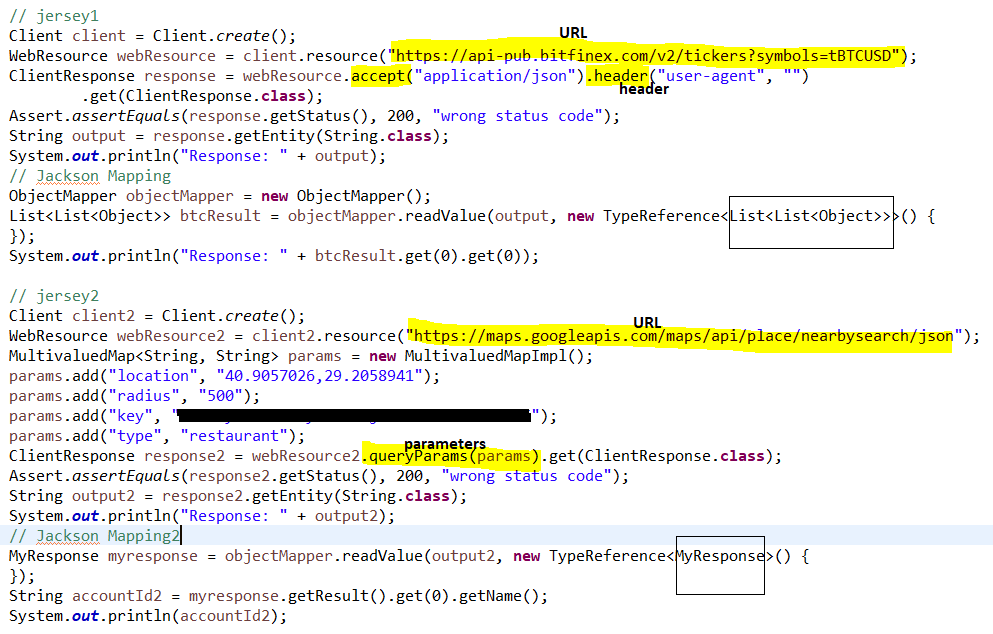 // jersey1
URL
Client client = Client.create();
WebResource webResource = client.resource("https://api-pub.bitfinex.com/v2/tickers?symbols=tBTCUSD");
ClientResponse response = webResource.accept("application/json").header("user-agent", "")
header
.get(ClientResponse.class);
Assert.assertEquals(response.getStatus(), 200, "wrong status code");
String output = response.getEntity(String.class);
System.out.println("Response: " + output);
// Jackson Mapping
ObjectMapper objectMapper = new ObjectMapper();
List<List<Object>> btcResult = objectMapper.readValue(output, new TypeReference<List<List<Object>>>() {
});
System.out.println("Response: " + btcResult.get(0).get(0));
// jersey2
Client client2 = Client.create();
URL
WebResource webResource2 = client2.resource("https://maps.googleapis.com/maps/api/place/nearbysearch/json");
MultivaluedMap<String, String> params = new MultivaluedMapImpl();
params.add("location", "40.9057026,29.2058941");
params.add("radius", "500");
params.add("key", "");
params.add("type", "restaurant");
parameters
ClientResponse response2 = webResource2.queryParams(params).get(ClientResponse.class);
Assert.assertEquals(response2.getStatus(), 200, "wrong status code");
String output2 = response2.getEntity(String.class);
System.out.println("Response: " + output2);
// Jackson Mapping2
MyResponse myresponse = objectMapper.readValue(output2, new TypeReference<MyResponse>() {
});
String accountId2 = myresponse.getResult().get(0).getName();
System.out.println(accountId2);